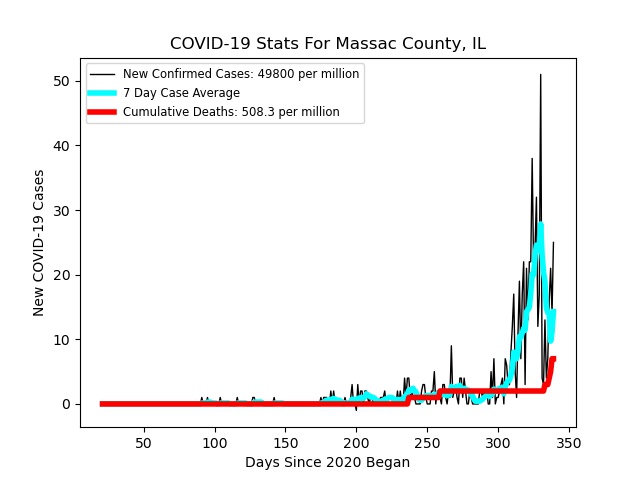 COVID-19 Stats For Massac County, IL
New Confirmed Cases: 49800 per million
7 Day Case Average
Cumulative Deaths: 508.3 per million
New COVID-19 Cases
50
40
30
20
10
0
50 100 150 200 250 300 350
Days Since 2020 Began